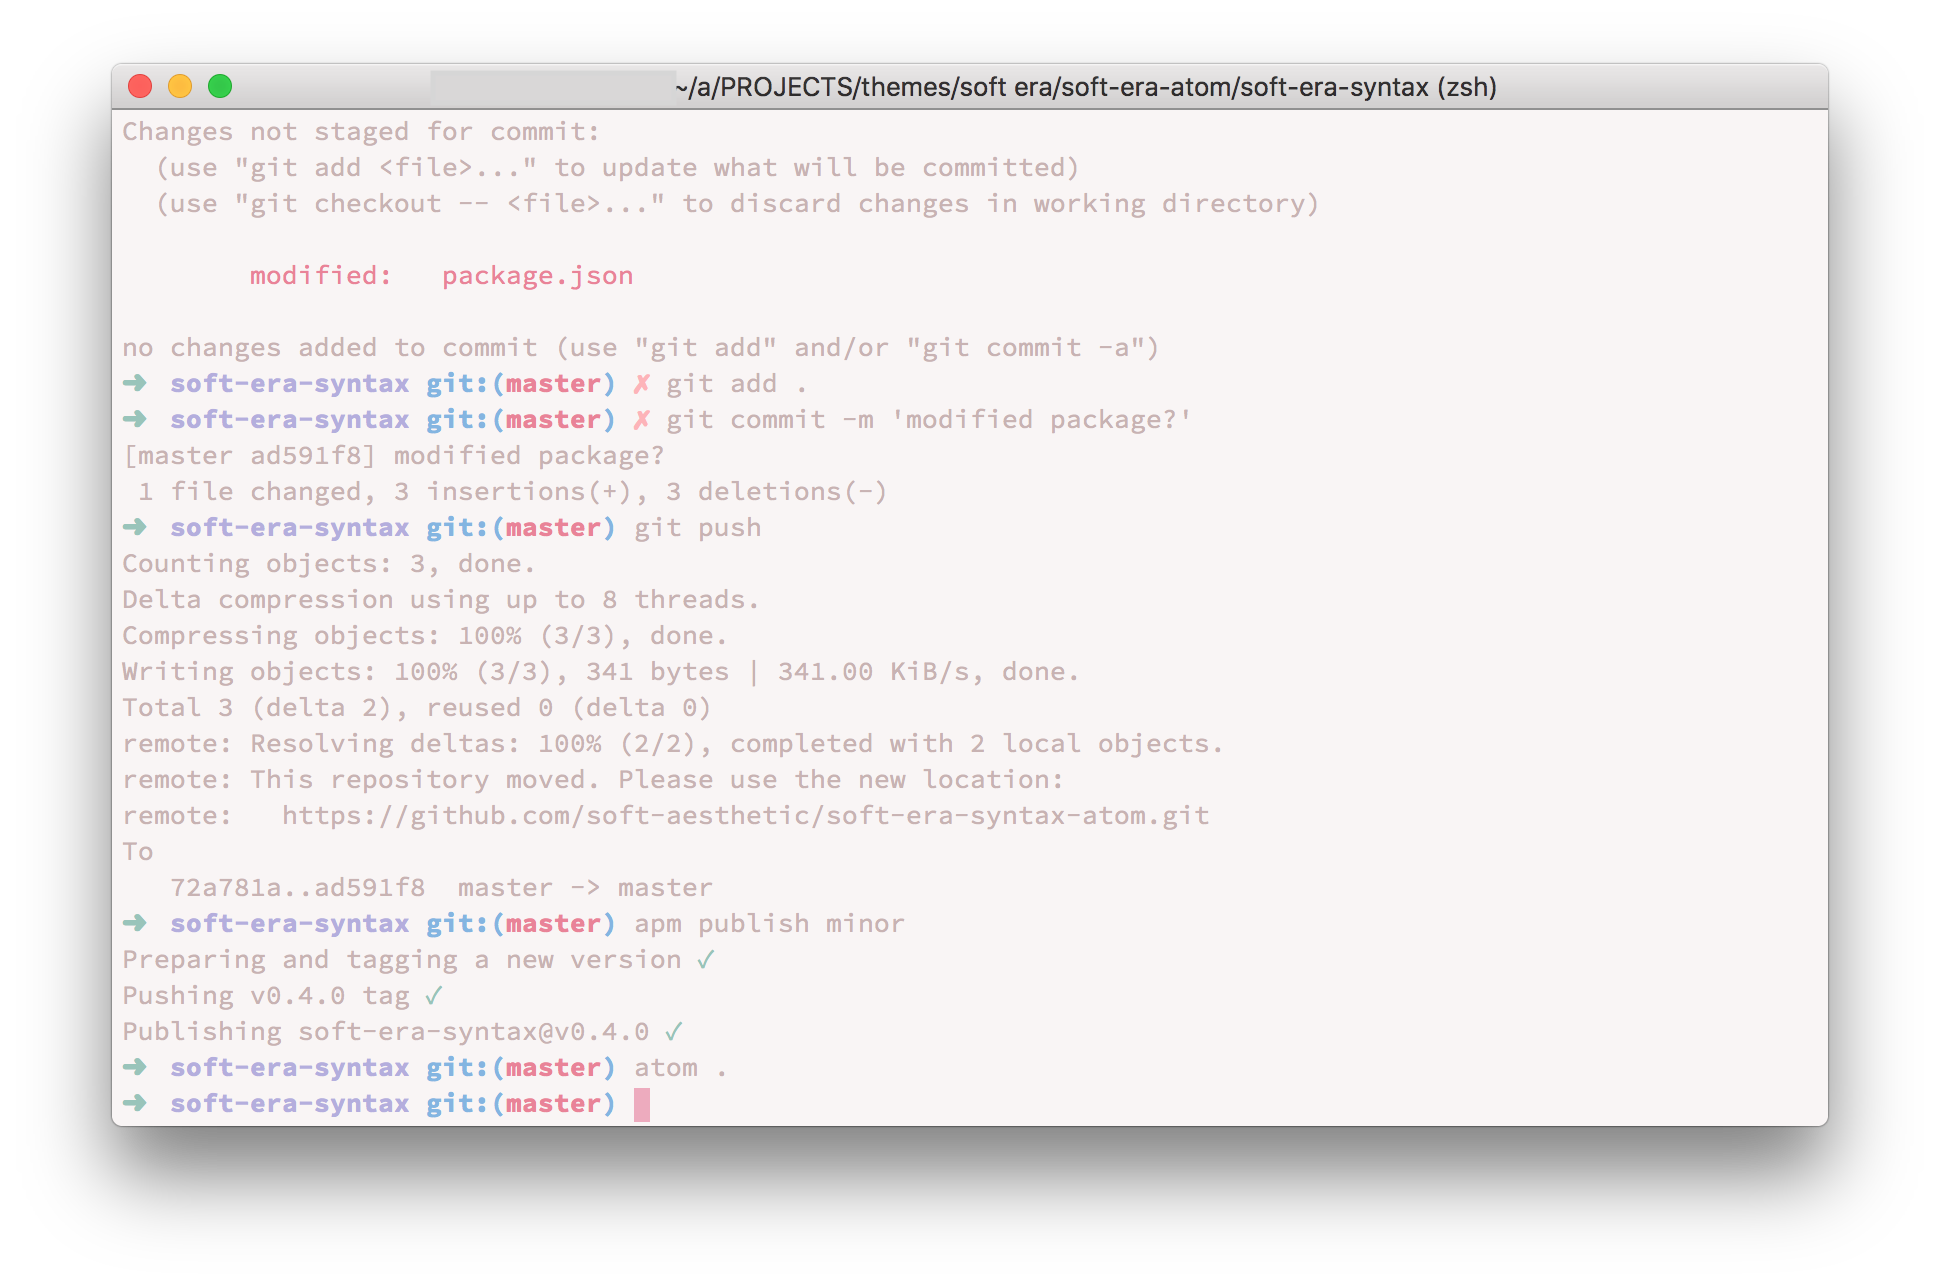 ~/a/PROJECTS/themes/soft era/soft-era-atom/soft-era-syntax (zsh)
Changes not staged for commit:
  (use "git add <file>..." to update what will be committed)
  (use "git checkout -- <file>..." to discard changes in working directory)
        modified:   package.json
no changes added to commit (use "git add" and/or "git commit -a")
➜  soft-era-syntax git:(master) ✗ git add .
➜  soft-era-syntax git:(master) ✗ git commit -m 'modified package?'
[master ad591f8] modified package?
 1 file changed, 3 insertions(+), 3 deletions(-)
➜  soft-era-syntax git:(master) git push
Counting objects: 3, done.
Delta compression using up to 8 threads.
Compressing objects: 100% (3/3), done.
Writing objects: 100% (3/3), 341 bytes | 341.00 KiB/s, done.
Total 3 (delta 2), reused 0 (delta 0)
remote: Resolving deltas: 100% (2/2), completed with 2 local objects.
remote: This repository moved. Please use the new location:
remote:   https://github.com/soft-aesthetic/soft-era-syntax-atom.git
To
   72a781a..ad591f8  master -> master
➜  soft-era-syntax git:(master) apm publish minor
Preparing and tagging a new version ✓
Pushing v0.4.0 tag ✓
Publishing soft-era-syntax@v0.4.0 ✓
➜  soft-era-syntax git:(master) atom .
➜  soft-era-syntax git:(master)